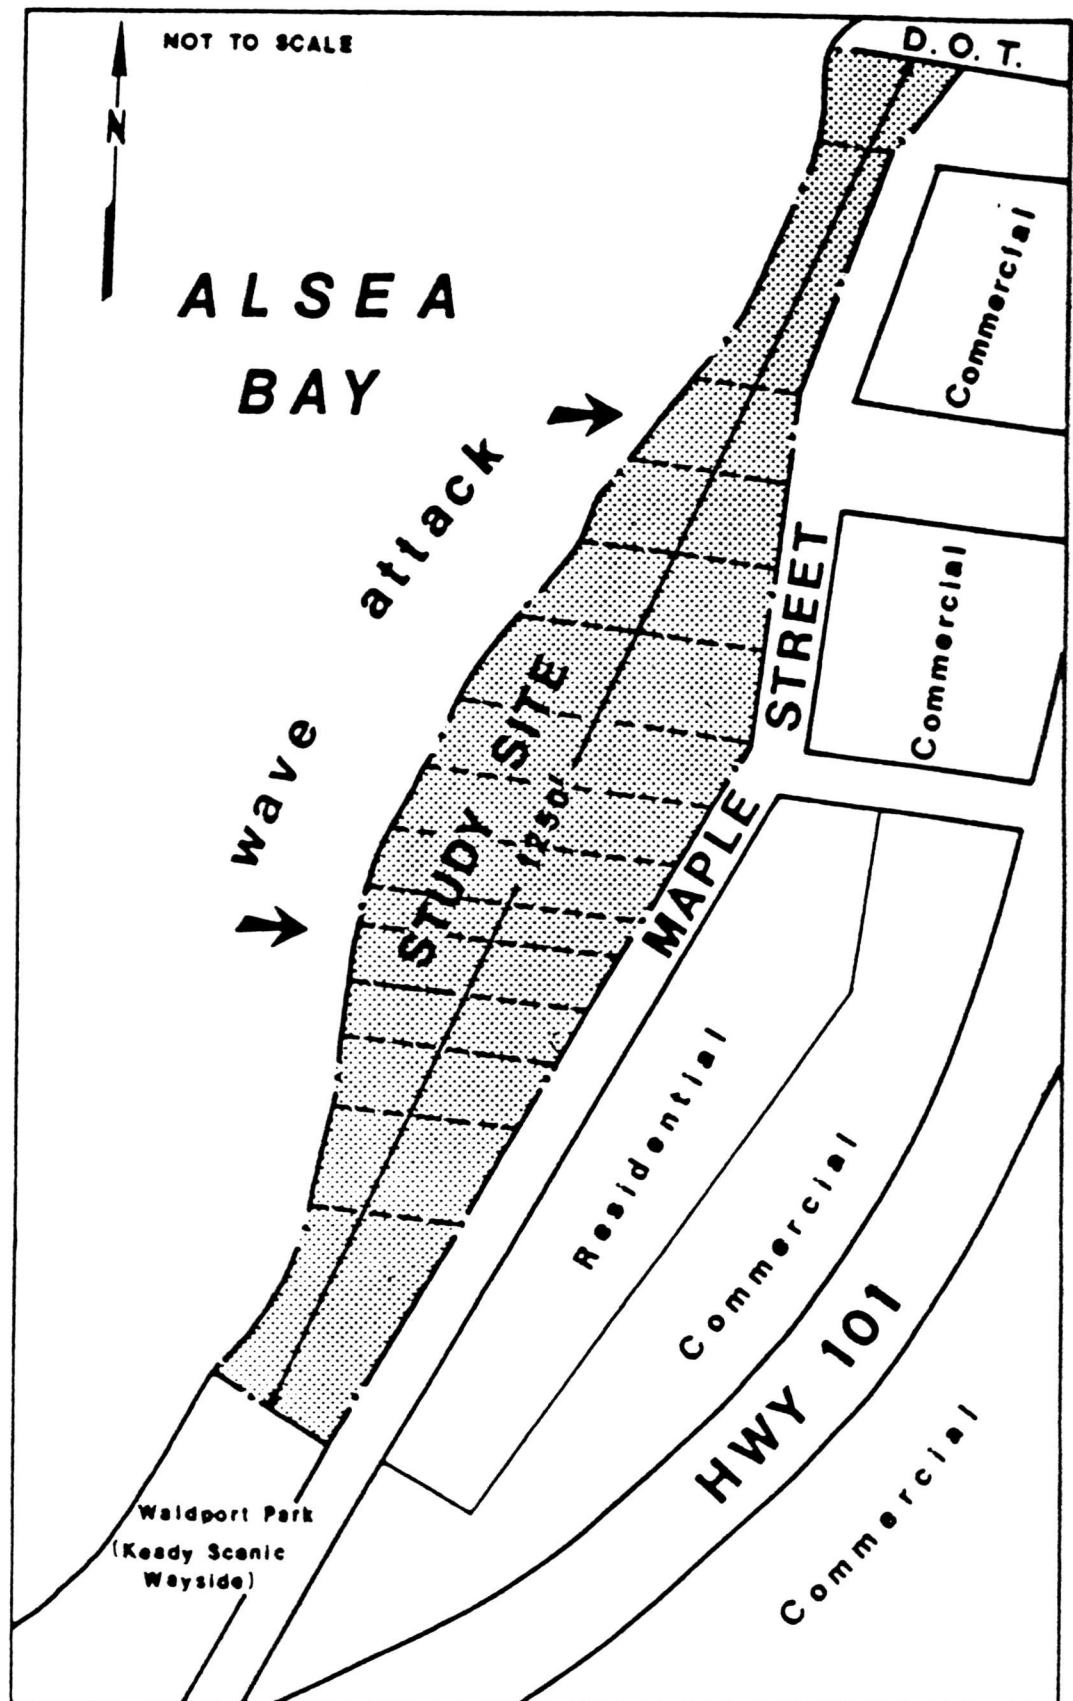 NOT TO SCALE
D.O.T.
N
ALSEA
BAY
Commercial
wave attack
STUDY SITE
1250'
MAPLE STREET
Commercial
Residential
Commercial
HWY 101
Commercial
Waldport Park
(Keady Scenic
Wayside)